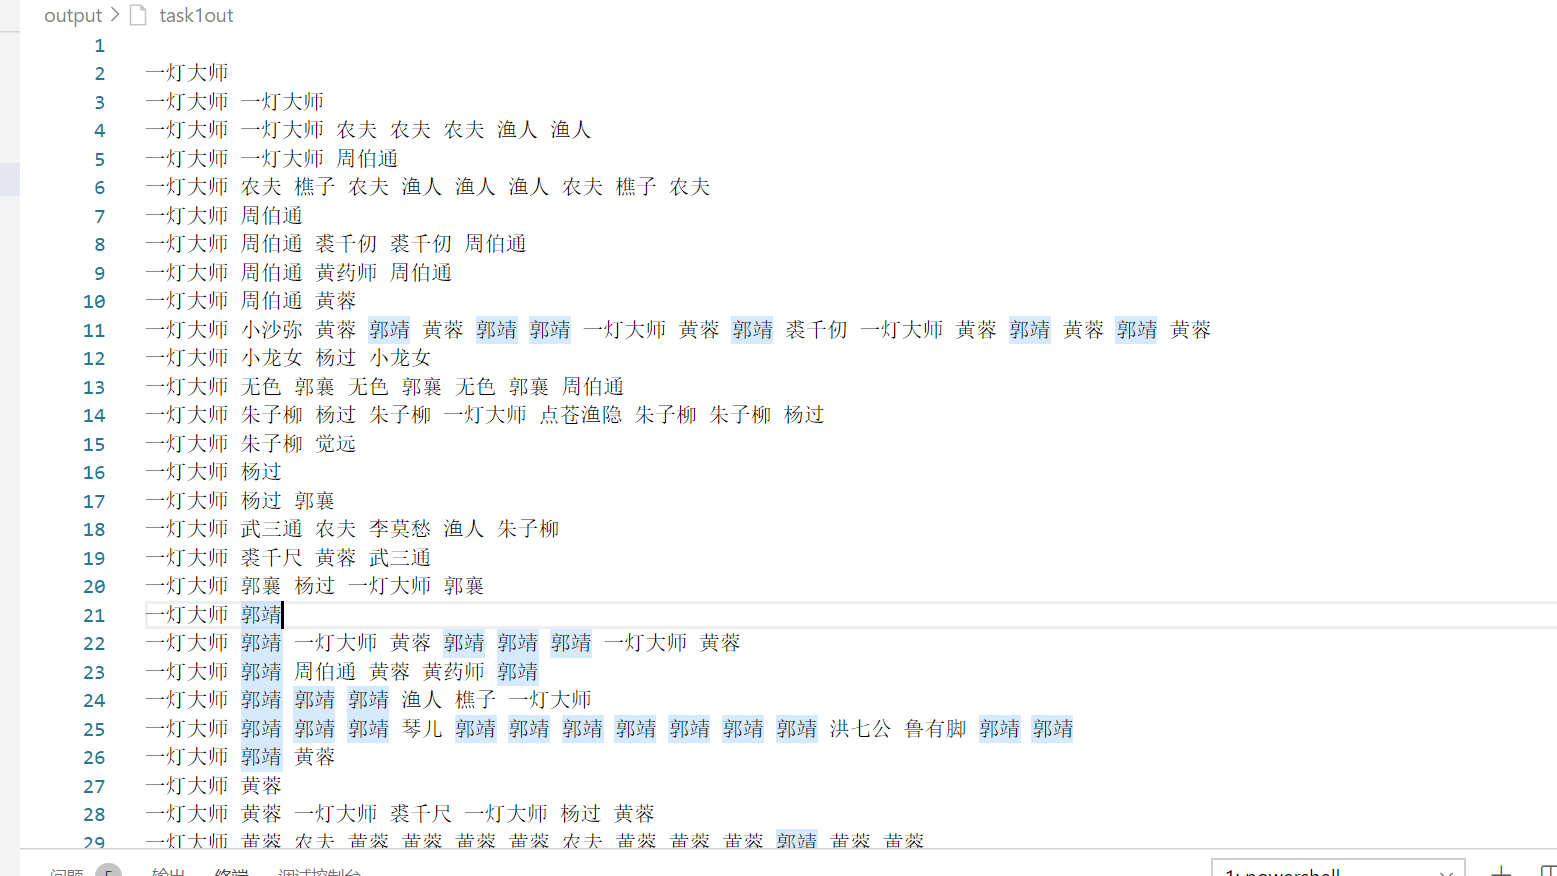 output > task1out
1
2 一灯大师
3 一灯大师 一灯大师
4 一灯大师 一灯大师 农夫 农夫 农夫 渔人 渔人
5 一灯大师 一灯大师 周伯通
6 一灯大师 农夫 樵子 农夫 渔人 渔人 渔人 农夫 樵子 农夫
7 一灯大师 周伯通
8 一灯大师 周伯通 裘千仞 裘千仞 周伯通
9 一灯大师 周伯通 黄药师 周伯通
10 一灯大师 周伯通 黄蓉
11 一灯大师 小沙弥 黄蓉 郭靖 黄蓉 郭靖 郭靖 一灯大师 黄蓉 郭靖 裘千仞 一灯大师 黄蓉 郭靖 黄蓉 郭靖 黄蓉
12 一灯大师 小龙女 杨过 小龙女
13 一灯大师 无色 郭襄 无色 郭襄 无色 郭襄 周伯通
14 一灯大师 朱子柳 杨过 朱子柳 一灯大师 点苍渔隐 朱子柳 朱子柳 杨过
15 一灯大师 朱子柳 觉远
16 一灯大师 杨过
17 一灯大师 杨过 郭襄
18 一灯大师 武三通 农夫 李莫愁 渔人 朱子柳
19 一灯大师 裘千尺 黄蓉 武三通
20 一灯大师 郭襄 杨过 一灯大师 郭襄
21 一灯大师 郭靖
22 一灯大师 郭靖 一灯大师 黄蓉 郭靖 郭靖 郭靖 一灯大师 黄蓉
23 一灯大师 郭靖 周伯通 黄蓉 黄药师 郭靖
24 一灯大师 郭靖 郭靖 郭靖 渔人 樵子 一灯大师
25 一灯大师 郭靖 郭靖 郭靖 琴儿 郭靖 郭靖 郭靖 郭靖 郭靖 郭靖 郭靖 洪七公 鲁有脚 郭靖 郭靖
26 一灯大师 郭靖 黄蓉
27 一灯大师 黄蓉
28 一灯大师 黄蓉 一灯大师 裘千尺 一灯大师 杨过 黄蓉
29 一灯大师 黄蓉 农夫 黄蓉 黄蓉 黄蓉 黄蓉 农夫 黄蓉 黄蓉 黄蓉 郭靖 黄蓉 黄蓉
问题 5 输出 终端 调试控制台 1: powershell